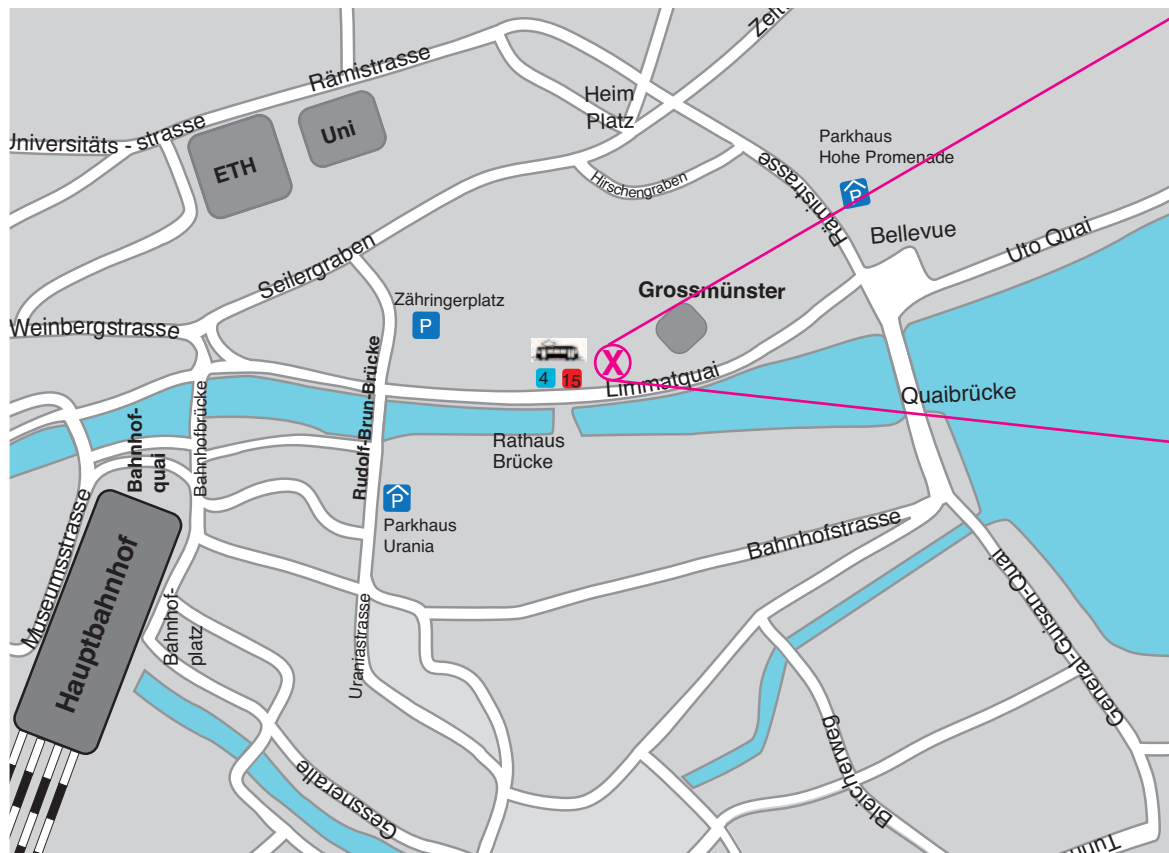 Zelt
Rämistrasse
Heim
Platz
Universitäts - strasse
Uni
ETH
Parkhaus
Hohe Promenade
P
Hirschengraben
Rämistrasse
Bellevue
Uto Quai
Seilergraben
Zähringerplatz
P
Grossmünster
Weinbergstrasse
X
4
15
Limmatquai
Quaibrücke
Rudolf-Brun-Brücke
Bahnhofbrücke
Bahnhof-
quai
Rathaus
Brücke
P
Parkhaus
Urania
Bahnhofstrasse
Museumsstrasse
Hauptbahnhof
Bahnhof-
platz
Uraniastrasse
General-Guisan-Quai
Bleicherweg
Gessneralle